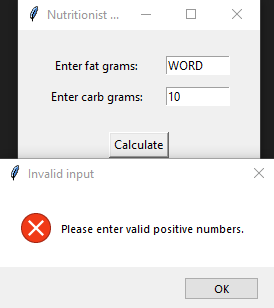 Nutritionist ...
Enter fat grams: WORD
Enter carb grams: 10
Calculate
Invalid input
Please enter valid positive numbers.
OK